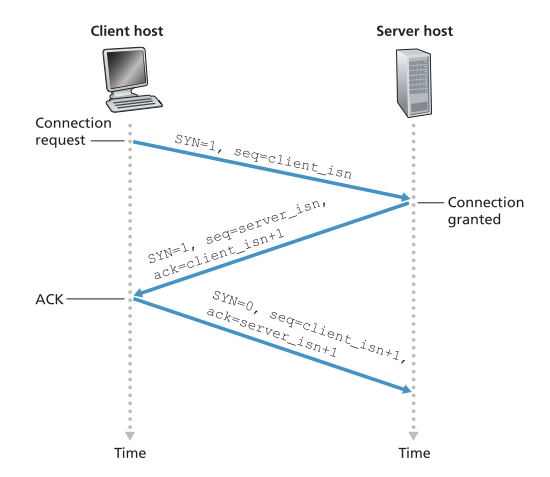 Client host
Server host
Connection
request
SYN=1, seq=client_isn
Connection
granted
SYN=1, seq=server_isn,
ack=client_isn+1
ACK
SYN=0, seq=client_isn+1,
ack=server_isn+1
Time
Time